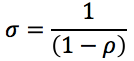 σ = 1/(1 − ρ)